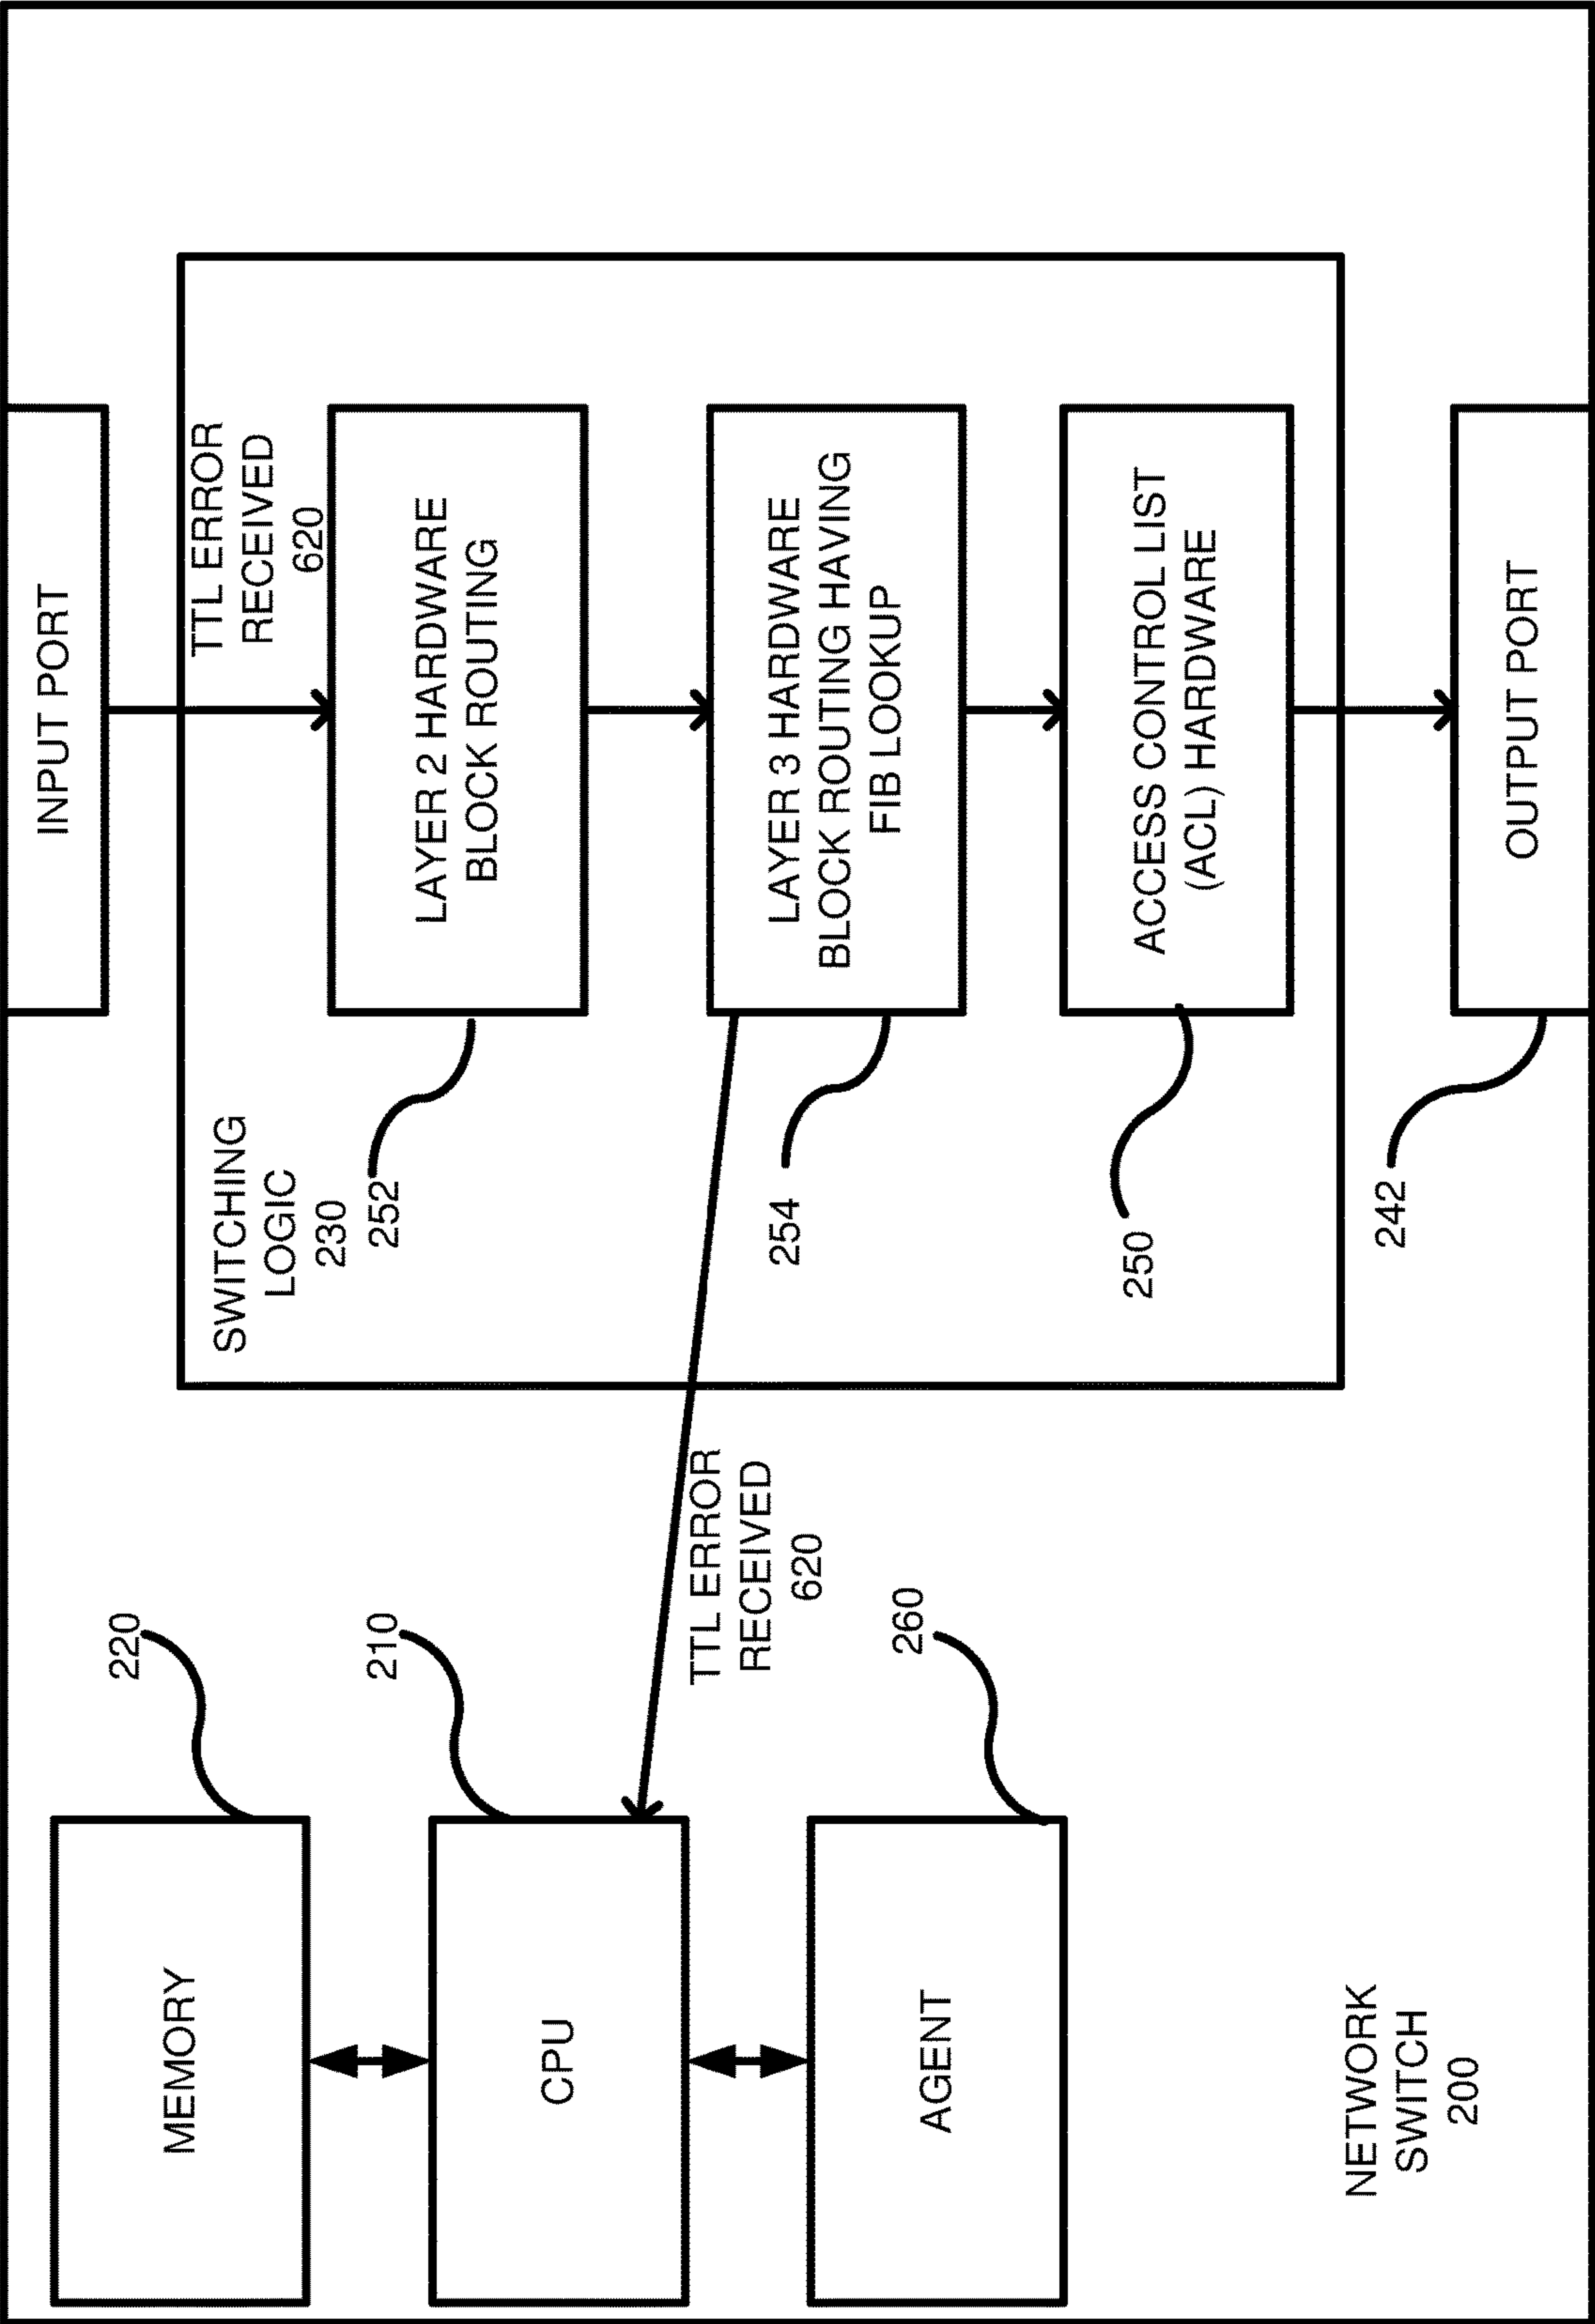 MEMORY
220
CPU
210
AGENT
260
NETWORK
SWITCH
200
TTL ERROR
RECEIVED
620
SWITCHING
LOGIC
230
252
254
250
242
INPUT PORT
TTL ERROR
RECEIVED
620
LAYER 2 HARDWARE
BLOCK ROUTING
LAYER 3 HARDWARE
BLOCK ROUTING HAVING
FIB LOOKUP
ACCESS CONTROL LIST
(ACL) HARDWARE
OUTPUT PORT